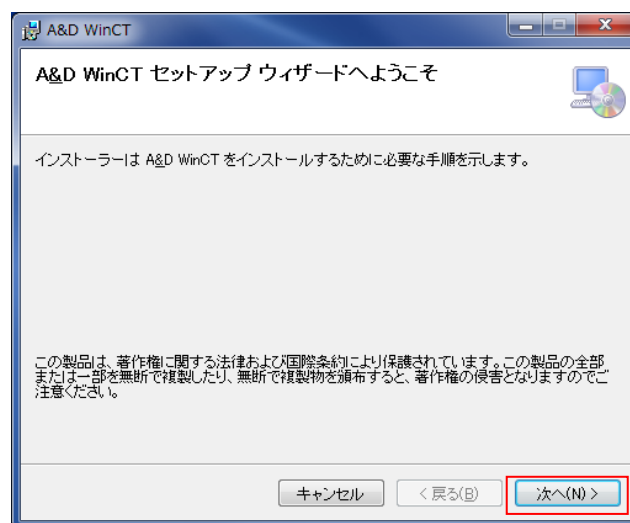 A&D WinCT
A&D WinCT セットアップ ウィザードへようこそ
インストーラーは A&D WinCT をインストールするために必要な手順を示します。
この製品は、著作権に関する法律および国際条約により保護されています。この製品の全部
または一部を無断で複製したり、無断で複製物を頒布すると、著作権の侵害となりますのでご
注意ください。
キャンセル
< 戻る(B)
次へ(N) >